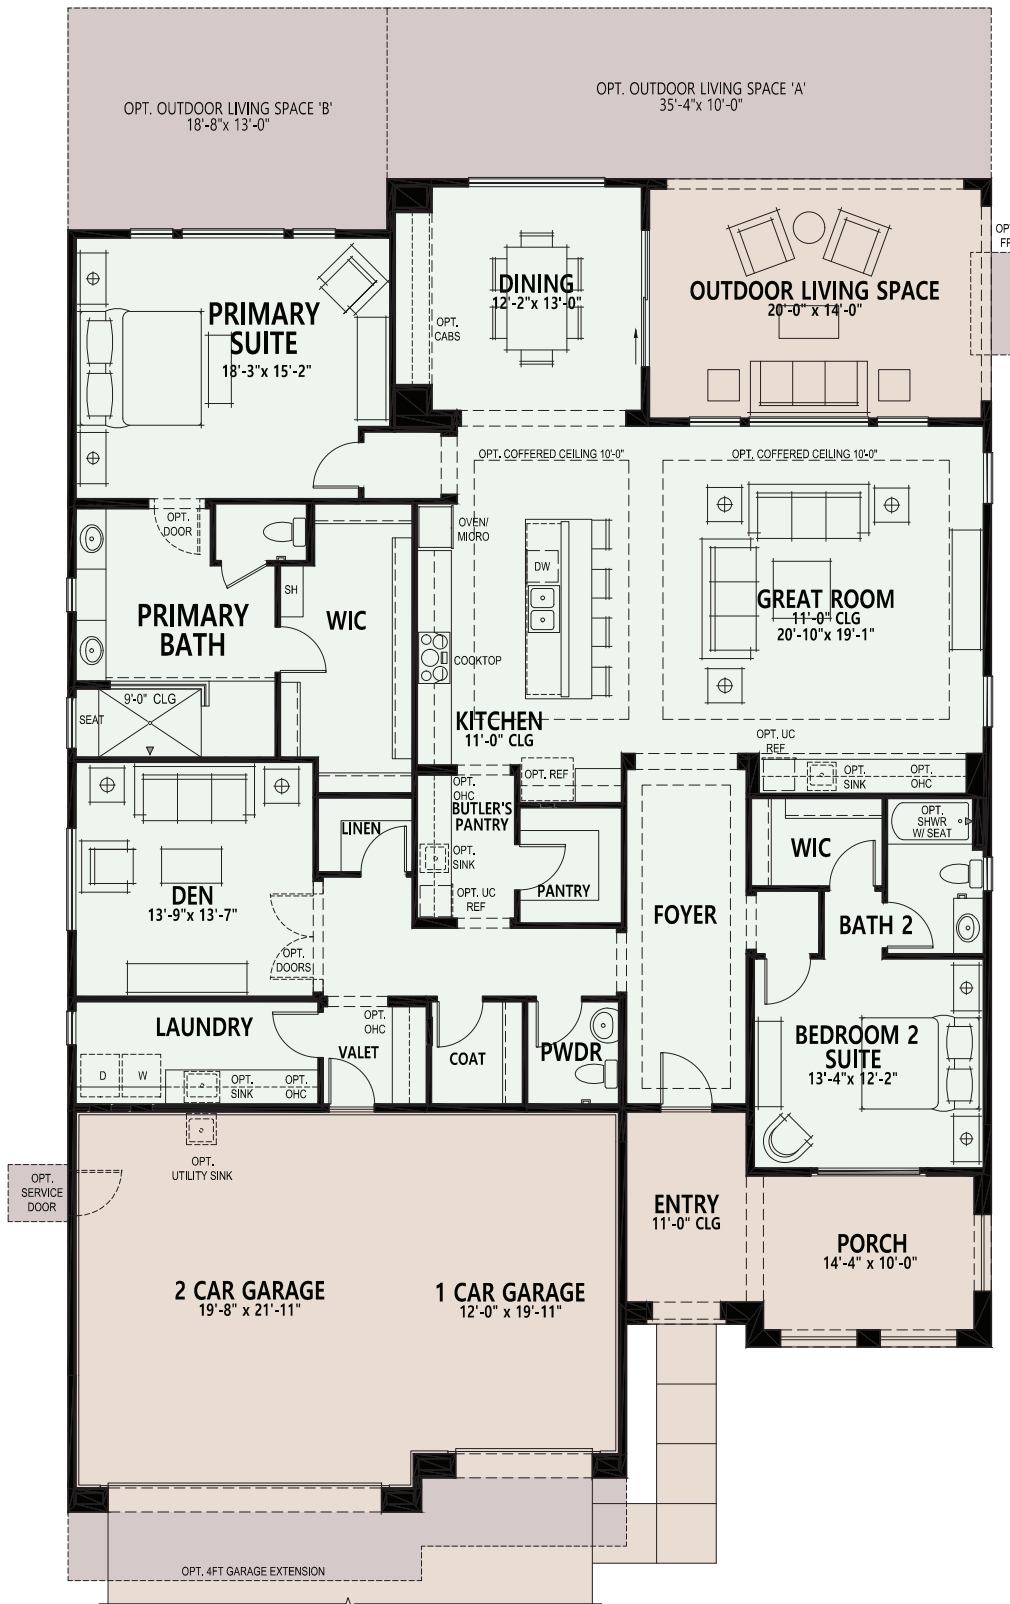 OPT. OUTDOOR LIVING SPACE 'A'
35'-4"x 10'-0"
OPT. OUTDOOR LIVING SPACE 'B'
18'-8"x 13'-0"
DINING
12'-2"x 13'-0"
OPT.
CABS
OUTDOOR LIVING SPACE
20'-0" x 14'-0"
PRIMARY
SUITE
18'-3"x 15'-2"
OPT. COFFERED CEILING 10'-0"
OPT. COFFERED CEILING 10'-0"
OPT.
DOOR
OVEN/
MICRO
DW
SH
PRIMARY
BATH
WIC
GREAT ROOM
11'-0" CLG
20'-10"x 19'-1"
COOKTOP
9'-0" CLG
SEAT
KITCHEN
11'-0" CLG
OPT. UC
REF
OPT.
SINK
OPT.
OHC
OPT. REF
OPT.
OHC
BUTLER'S
PANTRY
OPT.
SINK
OPT. UC
REF
LINEN
PANTRY
WIC
OPT.
SHWR
W/ SEAT
DEN
13'-9"x 13'-7"
OPT.
DOORS
FOYER
BATH 2
LAUNDRY
D
W
OPT.
SINK
OPT.
OHC
OPT.
OHC
VALET
COAT
PWDR
BEDROOM 2
SUITE
13'-4"x 12'-2"
OPT.
UTILITY SINK
OPT.
SERVICE
DOOR
ENTRY
11'-0" CLG
PORCH
14'-4" x 10'-0"
2 CAR GARAGE
19'-8" x 21'-11"
1 CAR GARAGE
12'-0" x 19'-11"
OPT. 4FT GARAGE EXTENSION